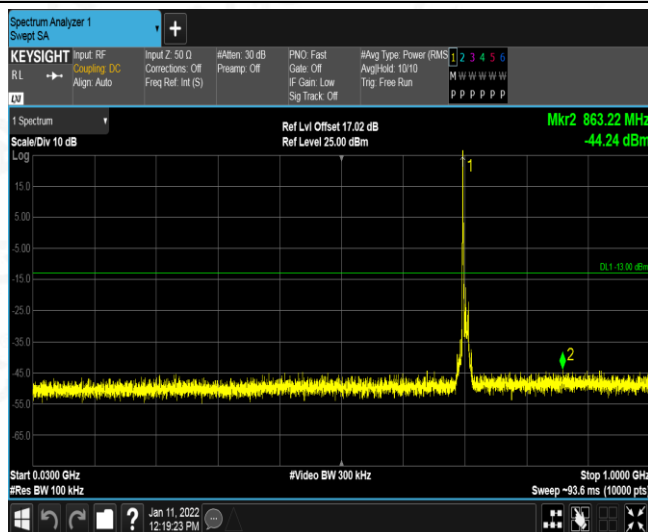 Spectrum Analyzer 1
Swept SA
KEYSIGHT Input: RF Input Z: 50 Ω #Atten: 30 dB PNO: Fast #Avg Type: Power (RMS 1 2 3 4 5 6
RL Coupling: DC Corrections: Off Preamp: Off Gate: Off Avg|Hold: 10/10 M W W W W W
Align: Auto Freq Ref: Int (S) IF Gain: Low Trig: Free Run
LXI Sig Track: Off P P P P P P
1 Spectrum Ref Lvl Offset 17.02 dB Mkr2 863.22 MHz
Scale/Div 10 dB Ref Level 25.00 dBm -44.24 dBm
Log
1
15.0
5.00
-5.00
DL1 -13.00 dBm
-15.0
-25.0
-35.0
2
-45.0
-55.0
-65.0
Start 0.0300 GHz #Video BW 300 kHz Stop 1.0000 GHz
#Res BW 100 kHz Sweep ~93.6 ms (10000 pts)
? Jan 11, 2022
12:19:23 PM